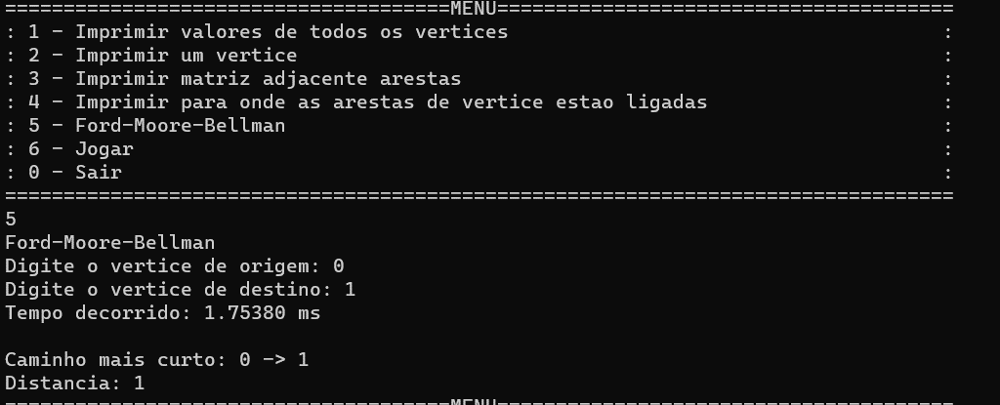 ======================================MENU=======================================
: 1 - Imprimir valores de todos os vertices :
: 2 - Imprimir um vertice :
: 3 - Imprimir matriz adjacente arestas :
: 4 - Imprimir para onde as arestas de vertice estao ligadas :
: 5 - Ford-Moore-Bellman :
: 6 - Jogar :
: 0 - Sair :
=================================================================================
5
Ford-Moore-Bellman
Digite o vertice de origem: 0
Digite o vertice de destino: 1
Tempo decorrido: 1.75380 ms
Caminho mais curto: 0 -> 1
Distancia: 1
======================================MENU=======================================